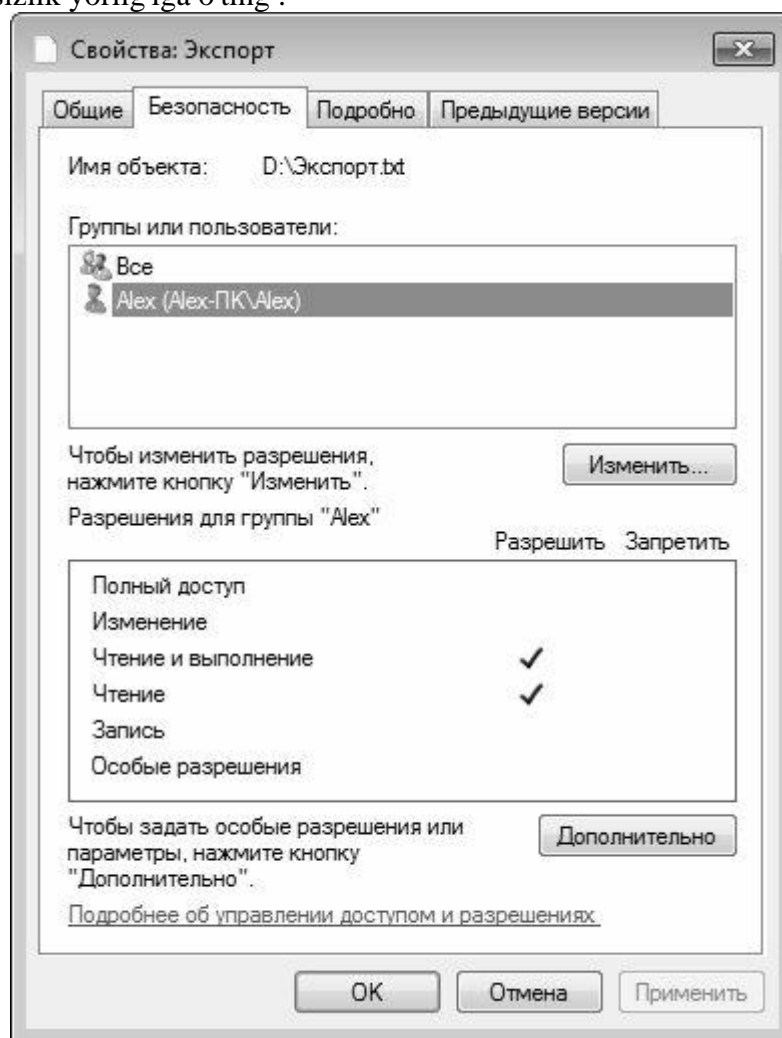 yorlig'iga o'ting .
Свойства: Экспорт
Общие Безопасность Подробно Предыдущие версии
Имя объекта: D:\Экспорт.txt
Группы или пользователи:
Все
Alex (Alex-ПК\Alex)
Чтобы изменить разрешения,
нажмите кнопку "Изменить".
Изменить...
Разрешения для группы "Alex"
Разрешить Запретить
Полный доступ
Изменение
Чтение и выполнение
Чтение
Запись
Особые разрешения
Чтобы задать особые разрешения или
параметры, нажмите кнопку
"Дополнительно".
Дополнительно
Подробнее об управлении доступом и разрешениях
OK Отмена Применить